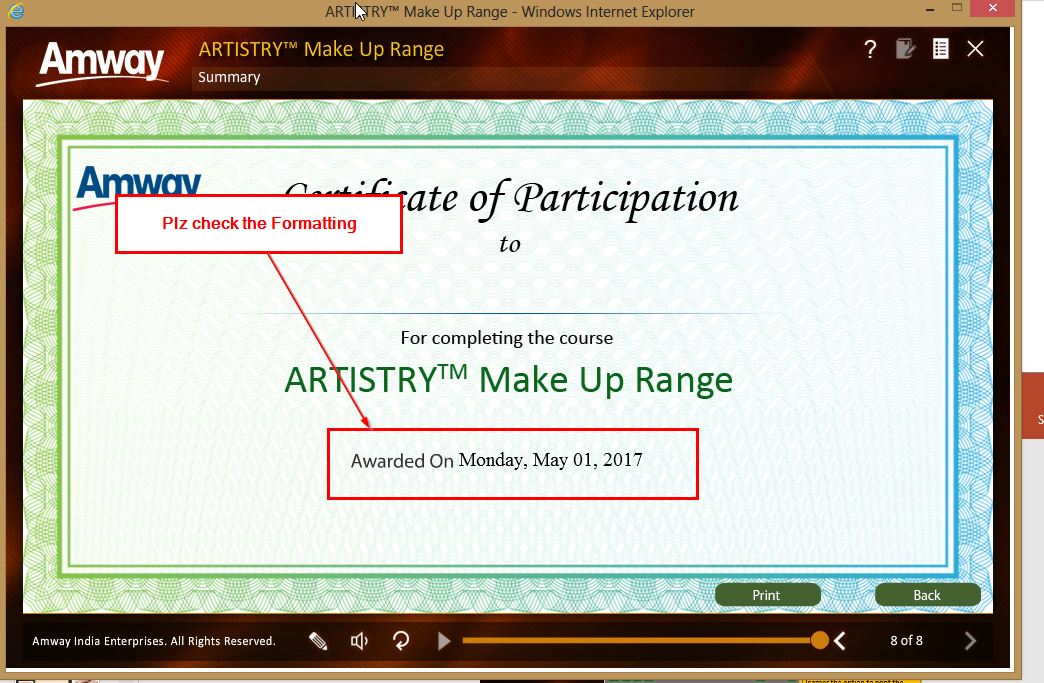 ARTISTRY™ Make Up Range - Windows Internet Explorer
Amway
ARTISTRY™ Make Up Range
Summary
?
Amway
Certificate of Participation
Plz check the Formatting
to
For completing the course
ARTISTRY™ Make Up Range
Awarded On Monday, May 01, 2017
Print
Back
Amway India Enterprises. All Rights Reserved.
8 of 8